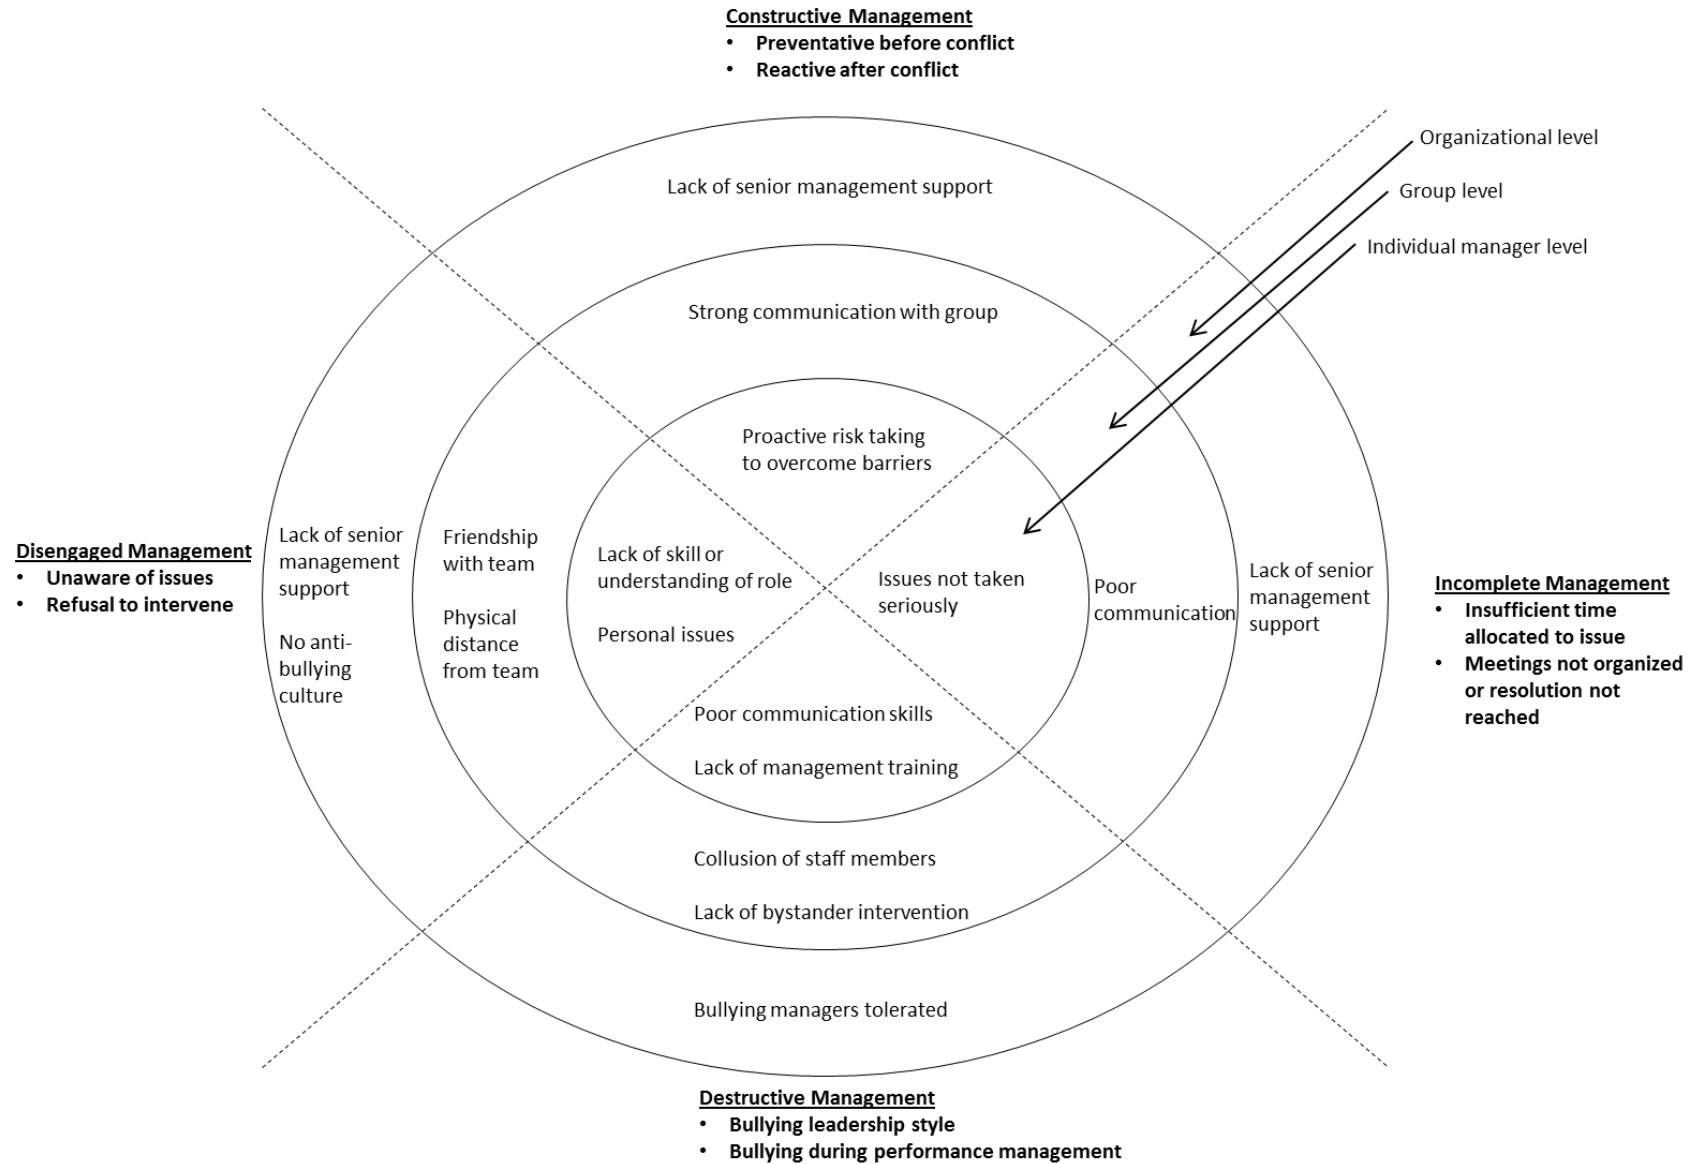 Constructive Management
• Preventative before conflict
• Reactive after conflict
Organizational level
Group level
Individual manager level
Lack of senior management support
Strong communication with group
Proactive risk taking
to overcome barriers
Disengaged Management
• Unaware of issues
• Refusal to intervene
Lack of senior
management
support
No anti-
bullying
culture
Friendship
with team
Physical
distance
from team
Lack of skill or
understanding of role
Personal issues
Issues not taken
seriously
Poor
communication
Lack of senior
management
support
Incomplete Management
• Insufficient time
allocated to issue
• Meetings not organized
or resolution not
reached
Poor communication skills
Lack of management training
Collusion of staff members
Lack of bystander intervention
Bullying managers tolerated
Destructive Management
• Bullying leadership style
• Bullying during performance management